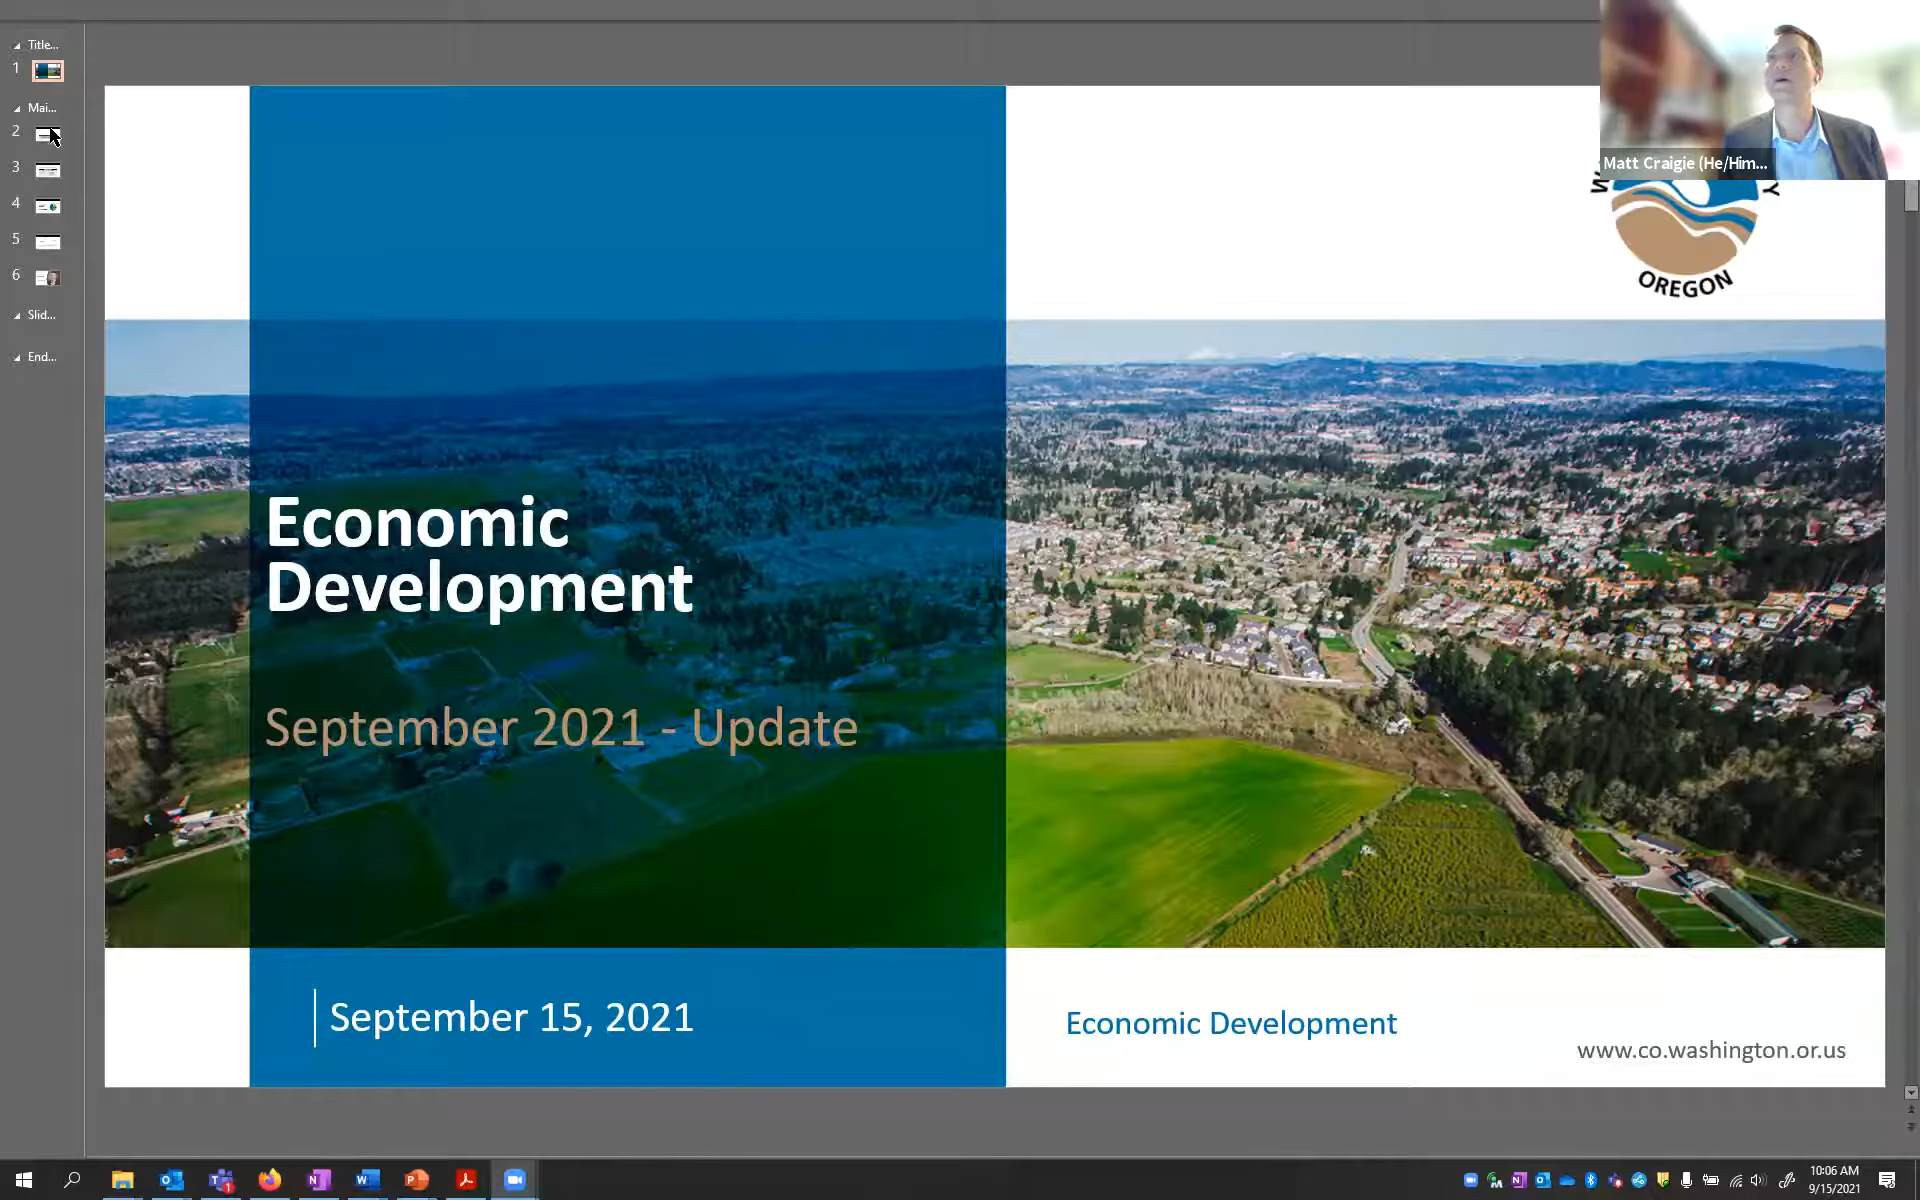 Title...
1
Mai...
2
3
4
5
6
Slid...
End...
Matt Craigie (He/Him...
OREGON
Economic
Development
September 2021 - Update
September 15, 2021
Economic Development
www.co.washington.or.us
10:06 AM
9/15/2021